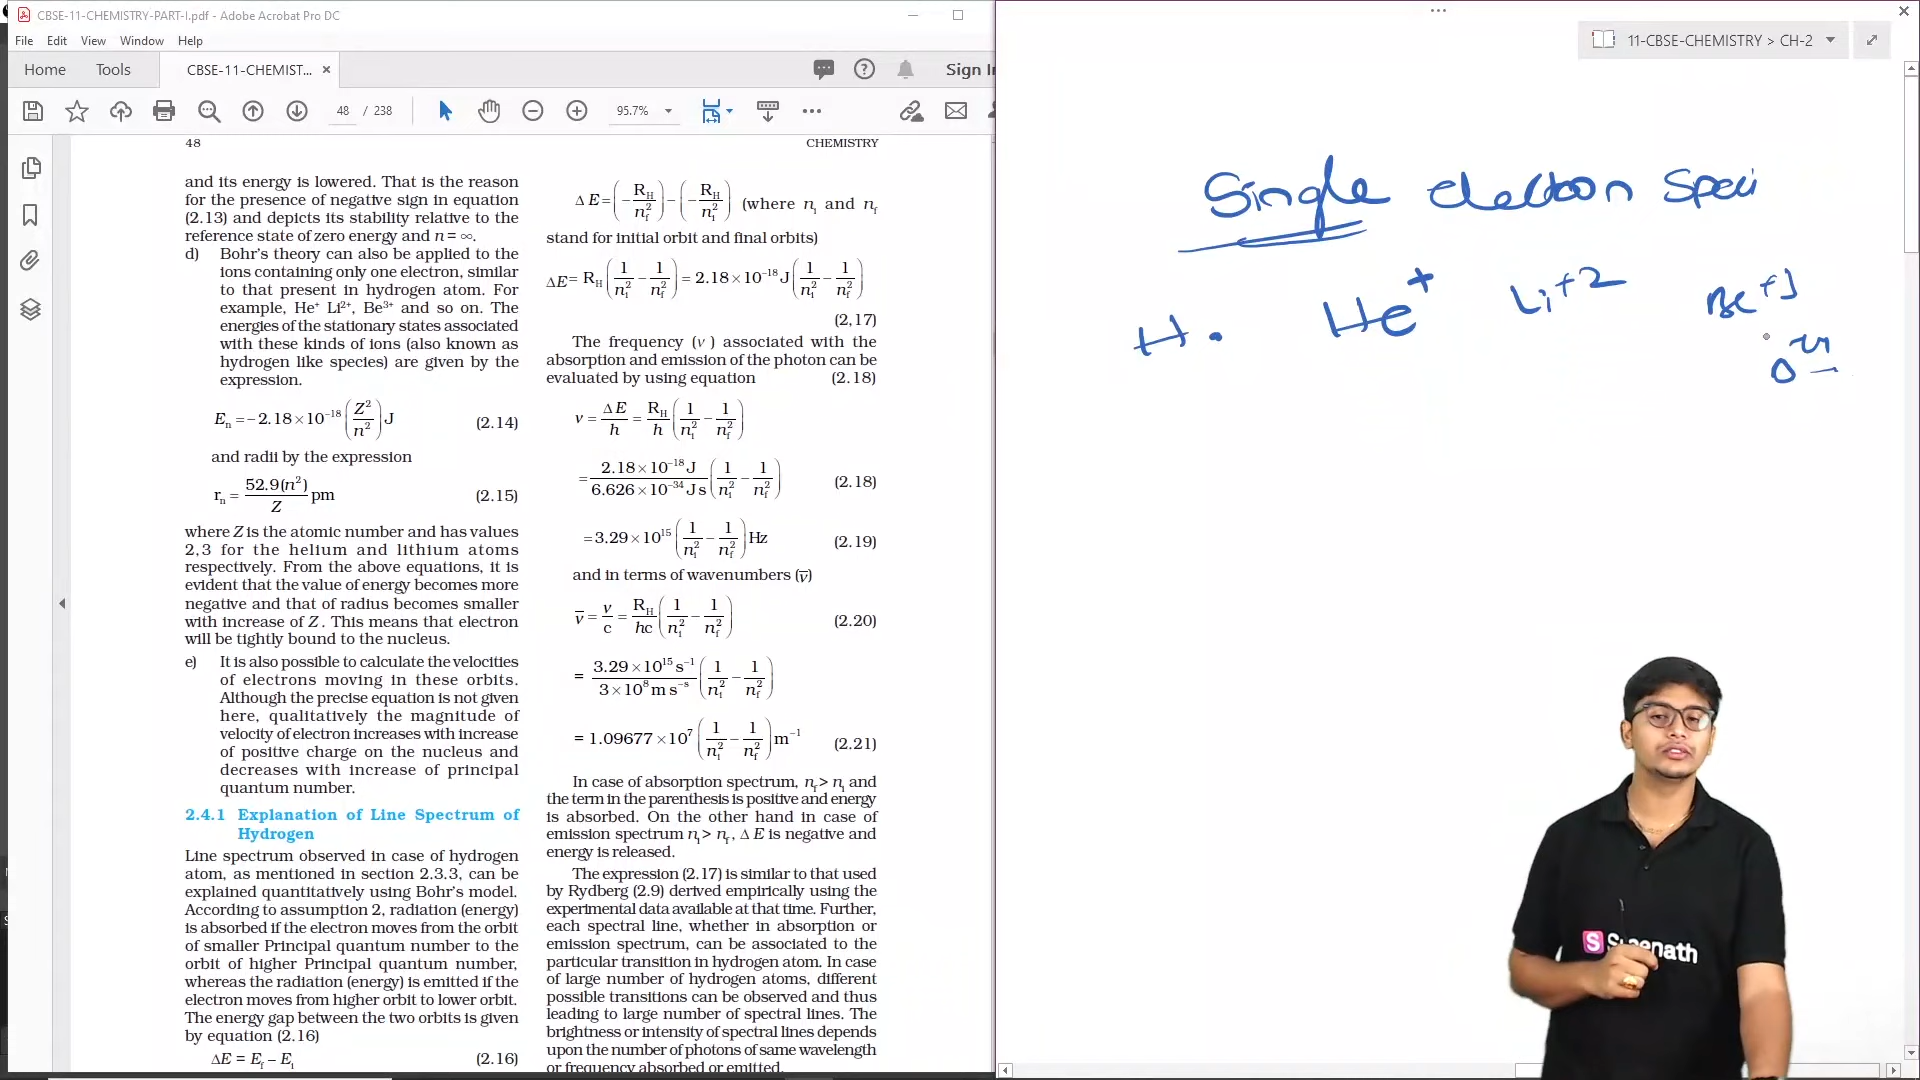 CBSE-11-CHEMISTRY-PART-I.pdf - Adobe Acrobat Pro DC
File Edit View Window Help
Home Tools CBSE-11-CHEMIST... × Sign In
48 / 238 95.7%
48 CHEMISTRY
and its energy is lowered. That is the reason
for the presence of negative sign in equation
(2.13) and depicts its stability relative to the
reference state of zero energy and n = ∞.
d) Bohr's theory can also be applied to the
ions containing only one electron, similar
to that present in hydrogen atom. For
example, He⁺ Li²⁺, Be³⁺ and so on. The
energies of the stationary states associated
with these kinds of ions (also known as
hydrogen like species) are given by the
expression.
Eₙ = −2.18×10⁻¹⁸ (Z²/n²) J (2.14)
and radii by the expression
rₙ = 52.9(n²)/Z pm (2.15)
where Z is the atomic number and has values
2,3 for the helium and lithium atoms
respectively. From the above equations, it is
evident that the value of energy becomes more
negative and that of radius becomes smaller
with increase of Z . This means that electron
will be tightly bound to the nucleus.
e) It is also possible to calculate the velocities
of electrons moving in these orbits.
Although the precise equation is not given
here, qualitatively the magnitude of
velocity of electron increases with increase
of positive charge on the nucleus and
decreases with increase of principal
quantum number.
2.4.1 Explanation of Line Spectrum of
Hydrogen
Line spectrum observed in case of hydrogen
atom, as mentioned in section 2.3.3, can be
explained quantitatively using Bohr's model.
According to assumption 2, radiation (energy)
is absorbed if the electron moves from the orbit
of smaller Principal quantum number to the
orbit of higher Principal quantum number,
whereas the radiation (energy) is emitted if the
electron moves from higher orbit to lower orbit.
The energy gap between the two orbits is given
by equation (2.16)
ΔE = E_f – E_i (2.16)
Δ E = (−R_H/n_f²) − (−R_H/n_i²) (where n_i and n_f
stand for initial orbit and final orbits)
ΔE = R_H (1/n_i² − 1/n_f²) = 2.18×10⁻¹⁸ J (1/n_i² − 1/n_f²)
(2,17)
The frequency (ν ) associated with the
absorption and emission of the photon can be
evaluated by using equation (2.18)
ν = Δ E/h = R_H/h (1/n_i² − 1/n_f²)
= 2.18×10⁻¹⁸ J/6.626×10⁻³⁴ J s (1/n_i² − 1/n_f²) (2.18)
= 3.29×10¹⁵ (1/n_i² − 1/n_f²) Hz (2.19)
and in terms of wavenumbers (ν̅)
ν̅ = ν/c = R_H/hc (1/n_i² − 1/n_f²) (2.20)
= 3.29×10¹⁵ s⁻¹/3×10⁸ m s⁻ˢ (1/n_i² − 1/n_f²)
= 1.09677×10⁷ (1/n_i² − 1/n_f²) m⁻¹ (2.21)
In case of absorption spectrum, n_f > n_i and
the term in the parenthesis is positive and energy
is absorbed. On the other hand in case of
emission spectrum n_i > n_f , Δ E is negative and
energy is released.
The expression (2.17) is similar to that used
by Rydberg (2.9) derived empirically using the
experimental data available at that time. Further,
each spectral line, whether in absorption or
emission spectrum, can be associated to the
particular transition in hydrogen atom. In case
of large number of hydrogen atoms, different
possible transitions can be observed and thus
leading to large number of spectral lines. The
brightness or intensity of spectral lines depends
upon the number of photons of same wavelength
or frequency absorbed or emitted.
11-CBSE-CHEMISTRY > CH-2
Single electron Speci
H. He⁺ Li⁺² Be⁺³